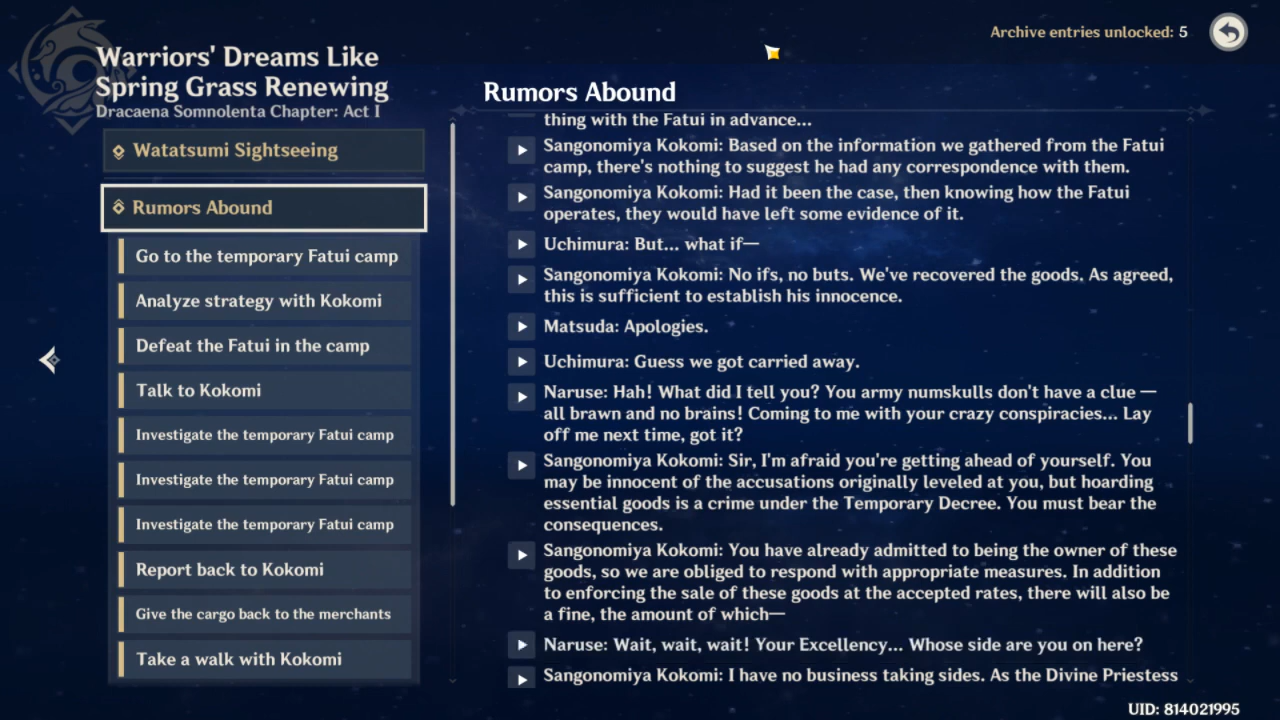 Archive entries unlocked: 5
Warriors' Dreams Like
Spring Grass Renewing
Dracaena Somnolenta Chapter: Act I
Watatsumi Sightseeing
Rumors Abound
Go to the temporary Fatui camp
Analyze strategy with Kokomi
Defeat the Fatui in the camp
Talk to Kokomi
Investigate the temporary Fatui camp
Investigate the temporary Fatui camp
Investigate the temporary Fatui camp
Report back to Kokomi
Give the cargo back to the merchants
Take a walk with Kokomi
Rumors Abound
thing with the Fatui in advance...
Sangonomiya Kokomi: Based on the information we gathered from the Fatui
camp, there's nothing to suggest he had any correspondence with them.
Sangonomiya Kokomi: Had it been the case, then knowing how the Fatui
operates, they would have left some evidence of it.
Uchimura: But... what if—
Sangonomiya Kokomi: No ifs, no buts. We've recovered the goods. As agreed,
this is sufficient to establish his innocence.
Matsuda: Apologies.
Uchimura: Guess we got carried away.
Naruse: Hah! What did I tell you? You army numskulls don't have a clue —
all brawn and no brains! Coming to me with your crazy conspiracies... Lay
off me next time, got it?
Sangonomiya Kokomi: Sir, I'm afraid you're getting ahead of yourself. You
may be innocent of the accusations originally leveled at you, but hoarding
essential goods is a crime under the Temporary Decree. You must bear the
consequences.
Sangonomiya Kokomi: You have already admitted to being the owner of these
goods, so we are obliged to respond with appropriate measures. In addition
to enforcing the sale of these goods at the accepted rates, there will also be
a fine, the amount of which—
Naruse: Wait, wait, wait! Your Excellency... Whose side are you on here?
Sangonomiya Kokomi: I have no business taking sides. As the Divine Priestess
UID: 814021995